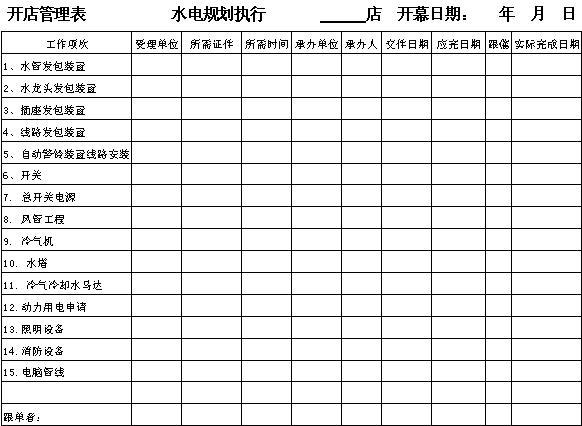 开店管理表 水电规划执行 ______店 开幕日期： 年 月 日
工作项次 受理单位 所需证件 所需时间 承办单位 承办人 交件日期 应完日期 跟催 实际完成日期
1、水管发包装置
2、水龙头发包装置
3、插座发包装置
4、线路发包装置
5、自动警铃装置线路安装
6、开关
7. 总开关电源
8. 风管工程
9. 冷气机
10. 水塔
11. 冷气冷却水马达
12.动力用电申请
13.照明设备
14.消防设备
15.电脑管线
跟单者：